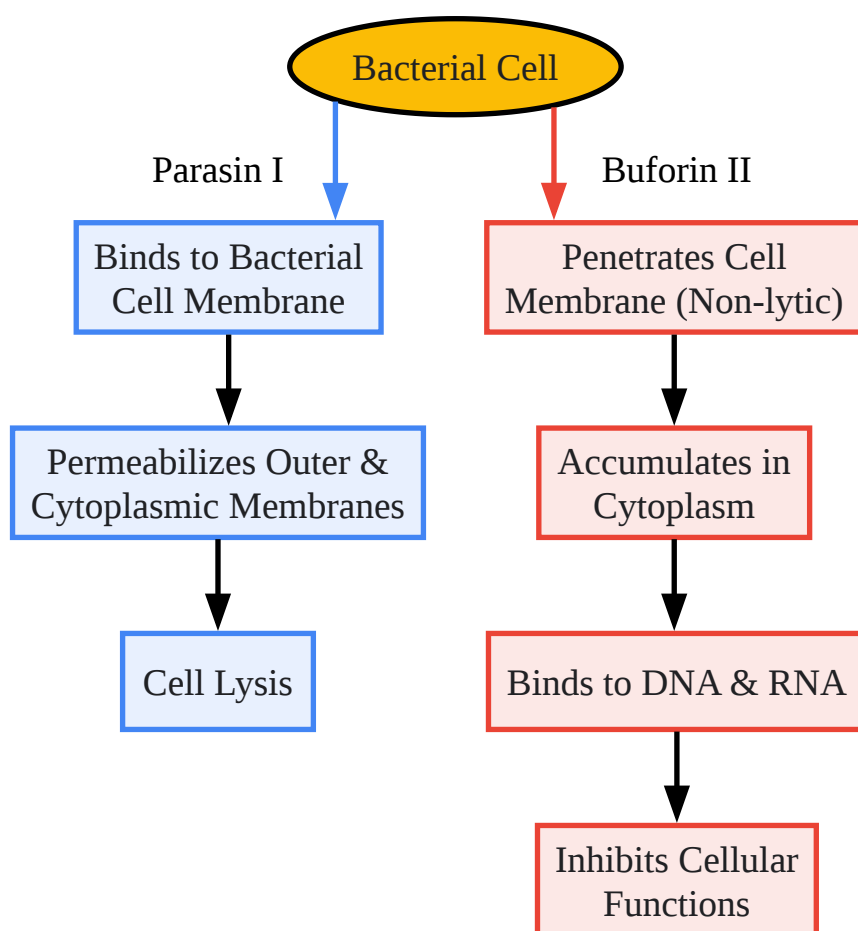 Bacterial Cell
Parasin I
Buforin II
Binds to Bacterial
Cell Membrane
Penetrates Cell
Membrane (Non-lytic)
Permeabilizes Outer &
Cytoplasmic Membranes
Accumulates in
Cytoplasm
Cell Lysis
Binds to DNA & RNA
Inhibits Cellular
Functions